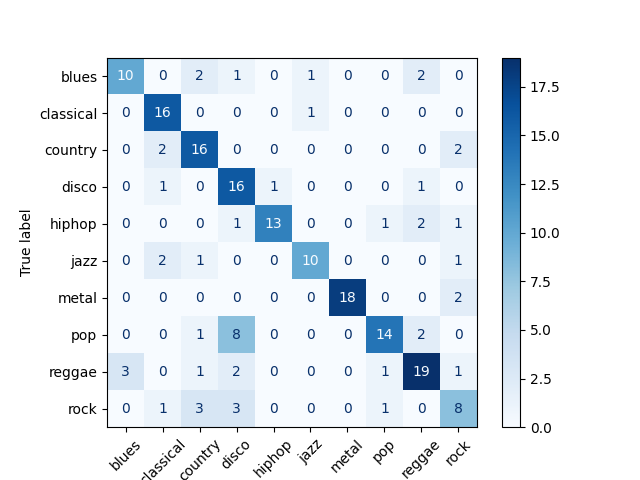 blues 10 0 2 1 0 1 0 0 2 0
classical 0 16 0 0 0 1 0 0 0 0
country 0 2 16 0 0 0 0 0 0 2
disco 0 1 0 16 1 0 0 0 1 0
hiphop 0 0 0 1 13 0 0 1 2 1
jazz 0 2 1 0 0 10 0 0 0 1
metal 0 0 0 0 0 0 18 0 0 2
pop 0 0 1 8 0 0 0 14 2 0
reggae 3 0 1 2 0 0 0 1 19 1
rock 0 1 3 3 0 0 0 1 0 8
True label
blues classical country disco hiphop jazz metal pop reggae rock
17.5
15.0
12.5
10.0
7.5
5.0
2.5
0.0